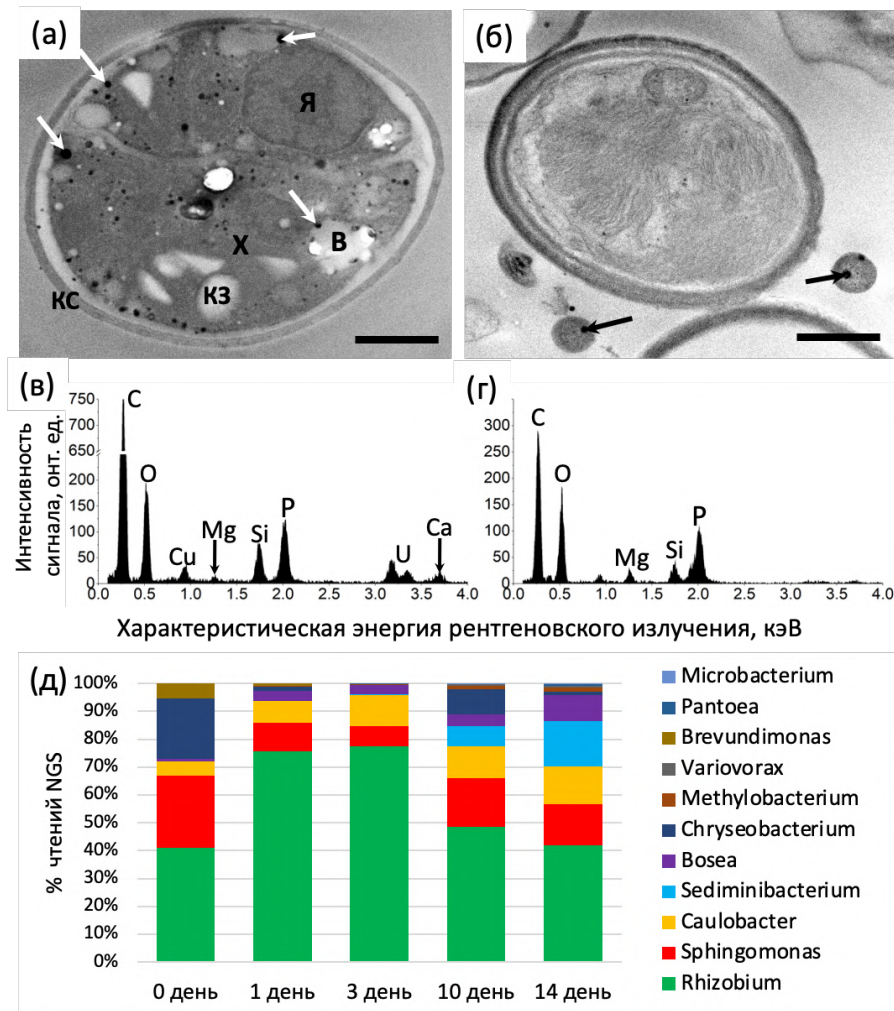 (а)
Я
Х
В
КЗ
КС
(б)
(в)
Интенсивность
сигнала, онт. ед.
750
700
650
200
150
100
50
0
C
O
Cu
Mg
Si
P
U
Ca
0.0 0.5 1.0 1.5 2.0 2.5 3.0 3.5 4.0
(г)
300
250
200
150
100
50
0
C
O
Mg
Si
P
0.0 0.5 1.0 1.5 2.0 2.5 3.0 3.5 4.0
Характеристическая энергия рентгеновского излучения, кэВ
(д)
% чтений NGS
100%
90%
80%
70%
60%
50%
40%
30%
20%
10%
0%
0 день 1 день 3 день 10 день 14 день
Microbacterium
Pantoea
Brevundimonas
Variovorax
Methylobacterium
Chryseobacterium
Bosea
Sediminibacterium
Caulobacter
Sphingomonas
Rhizobium